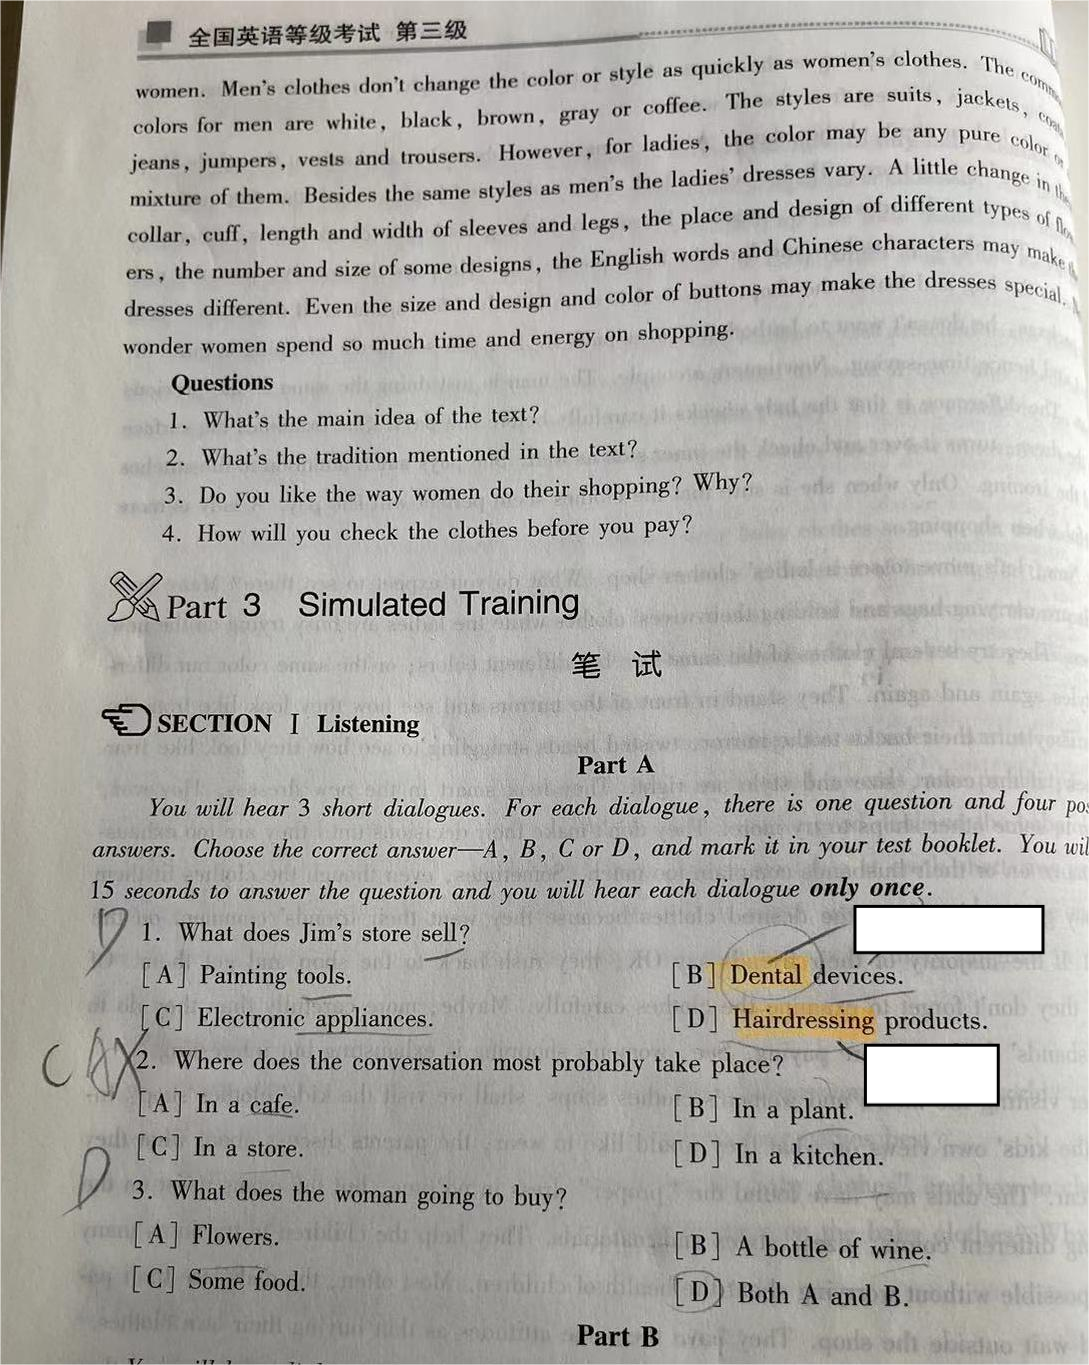 全国英语等级考试 第三级
women. Men's clothes don't change the color or style as quickly as women's clothes. The
colors for men are white, black, brown, gray or coffee. The styles are suits, jackets,
jeans, jumpers, vests and trousers. However, for ladies', the color may be any pure color or
mixture of them. Besides the same styles as men's the ladies' dresses vary. A little change in the
collar, cuff, length and width of sleeves and legs, the place and design of different types of
ers, the number and size of some designs, the English words and Chinese characters may make
dresses different. Even the size and design and color of buttons may make the dresses special.
wonder women spend so much time and energy on shopping.
Questions
1. What's the main idea of the text?
2. What's the tradition mentioned in the text?
3. Do you like the way women do their shopping? Why?
4. How will you check the clothes before you pay?
Part 3 Simulated Training
笔 试
SECTION I Listening
Part A
You will hear 3 short dialogues. For each dialogue, there is one question and four
answers. Choose the correct answer—A, B, C or D, and mark it in your test booklet. You
15 seconds to answer the question and you will hear each dialogue only once.
D 1. What does Jim's store sell?
[A] Painting tools. [B] Dental devices.
[C] Electronic appliances. [D] Hairdressing products.
C 2. Where does the conversation most probably take place?
[A] In a cafe. [B] In a plant.
[C] In a store. [D] In a kitchen.
D 3. What does the woman going to buy?
[A] Flowers. [B] A bottle of wine.
[C] Some food. [D] Both A and B.
Part B